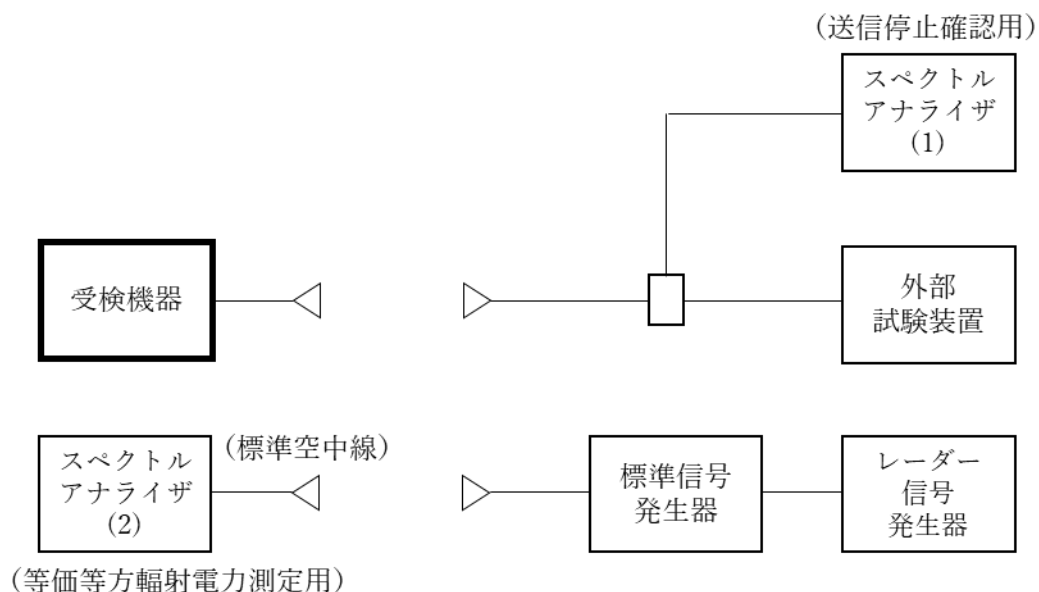 （送信停止確認用）
スペクトル
アナライザ
(1)
受検機器
外部
試験装置
スペクトル
アナライザ
(2)
（標準空中線）
標準信号
発生器
レーダー
信号
発生器
（等価等方輻射電力測定用）